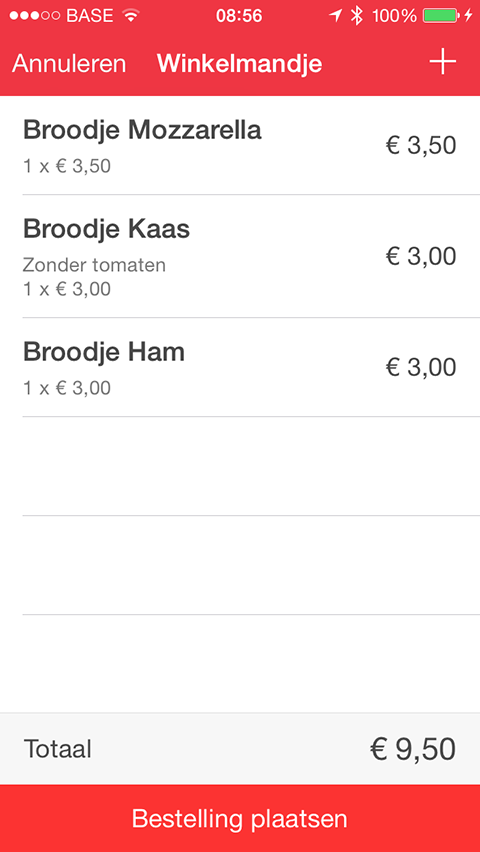 BASE 08:56 100%
Annuleren Winkelmandje +
Broodje Mozzarella
€ 3,50
1 x € 3,50
Broodje Kaas
Zonder tomaten
€ 3,00
1 x € 3,00
Broodje Ham
€ 3,00
1 x € 3,00
Totaal € 9,50
Bestelling plaatsen